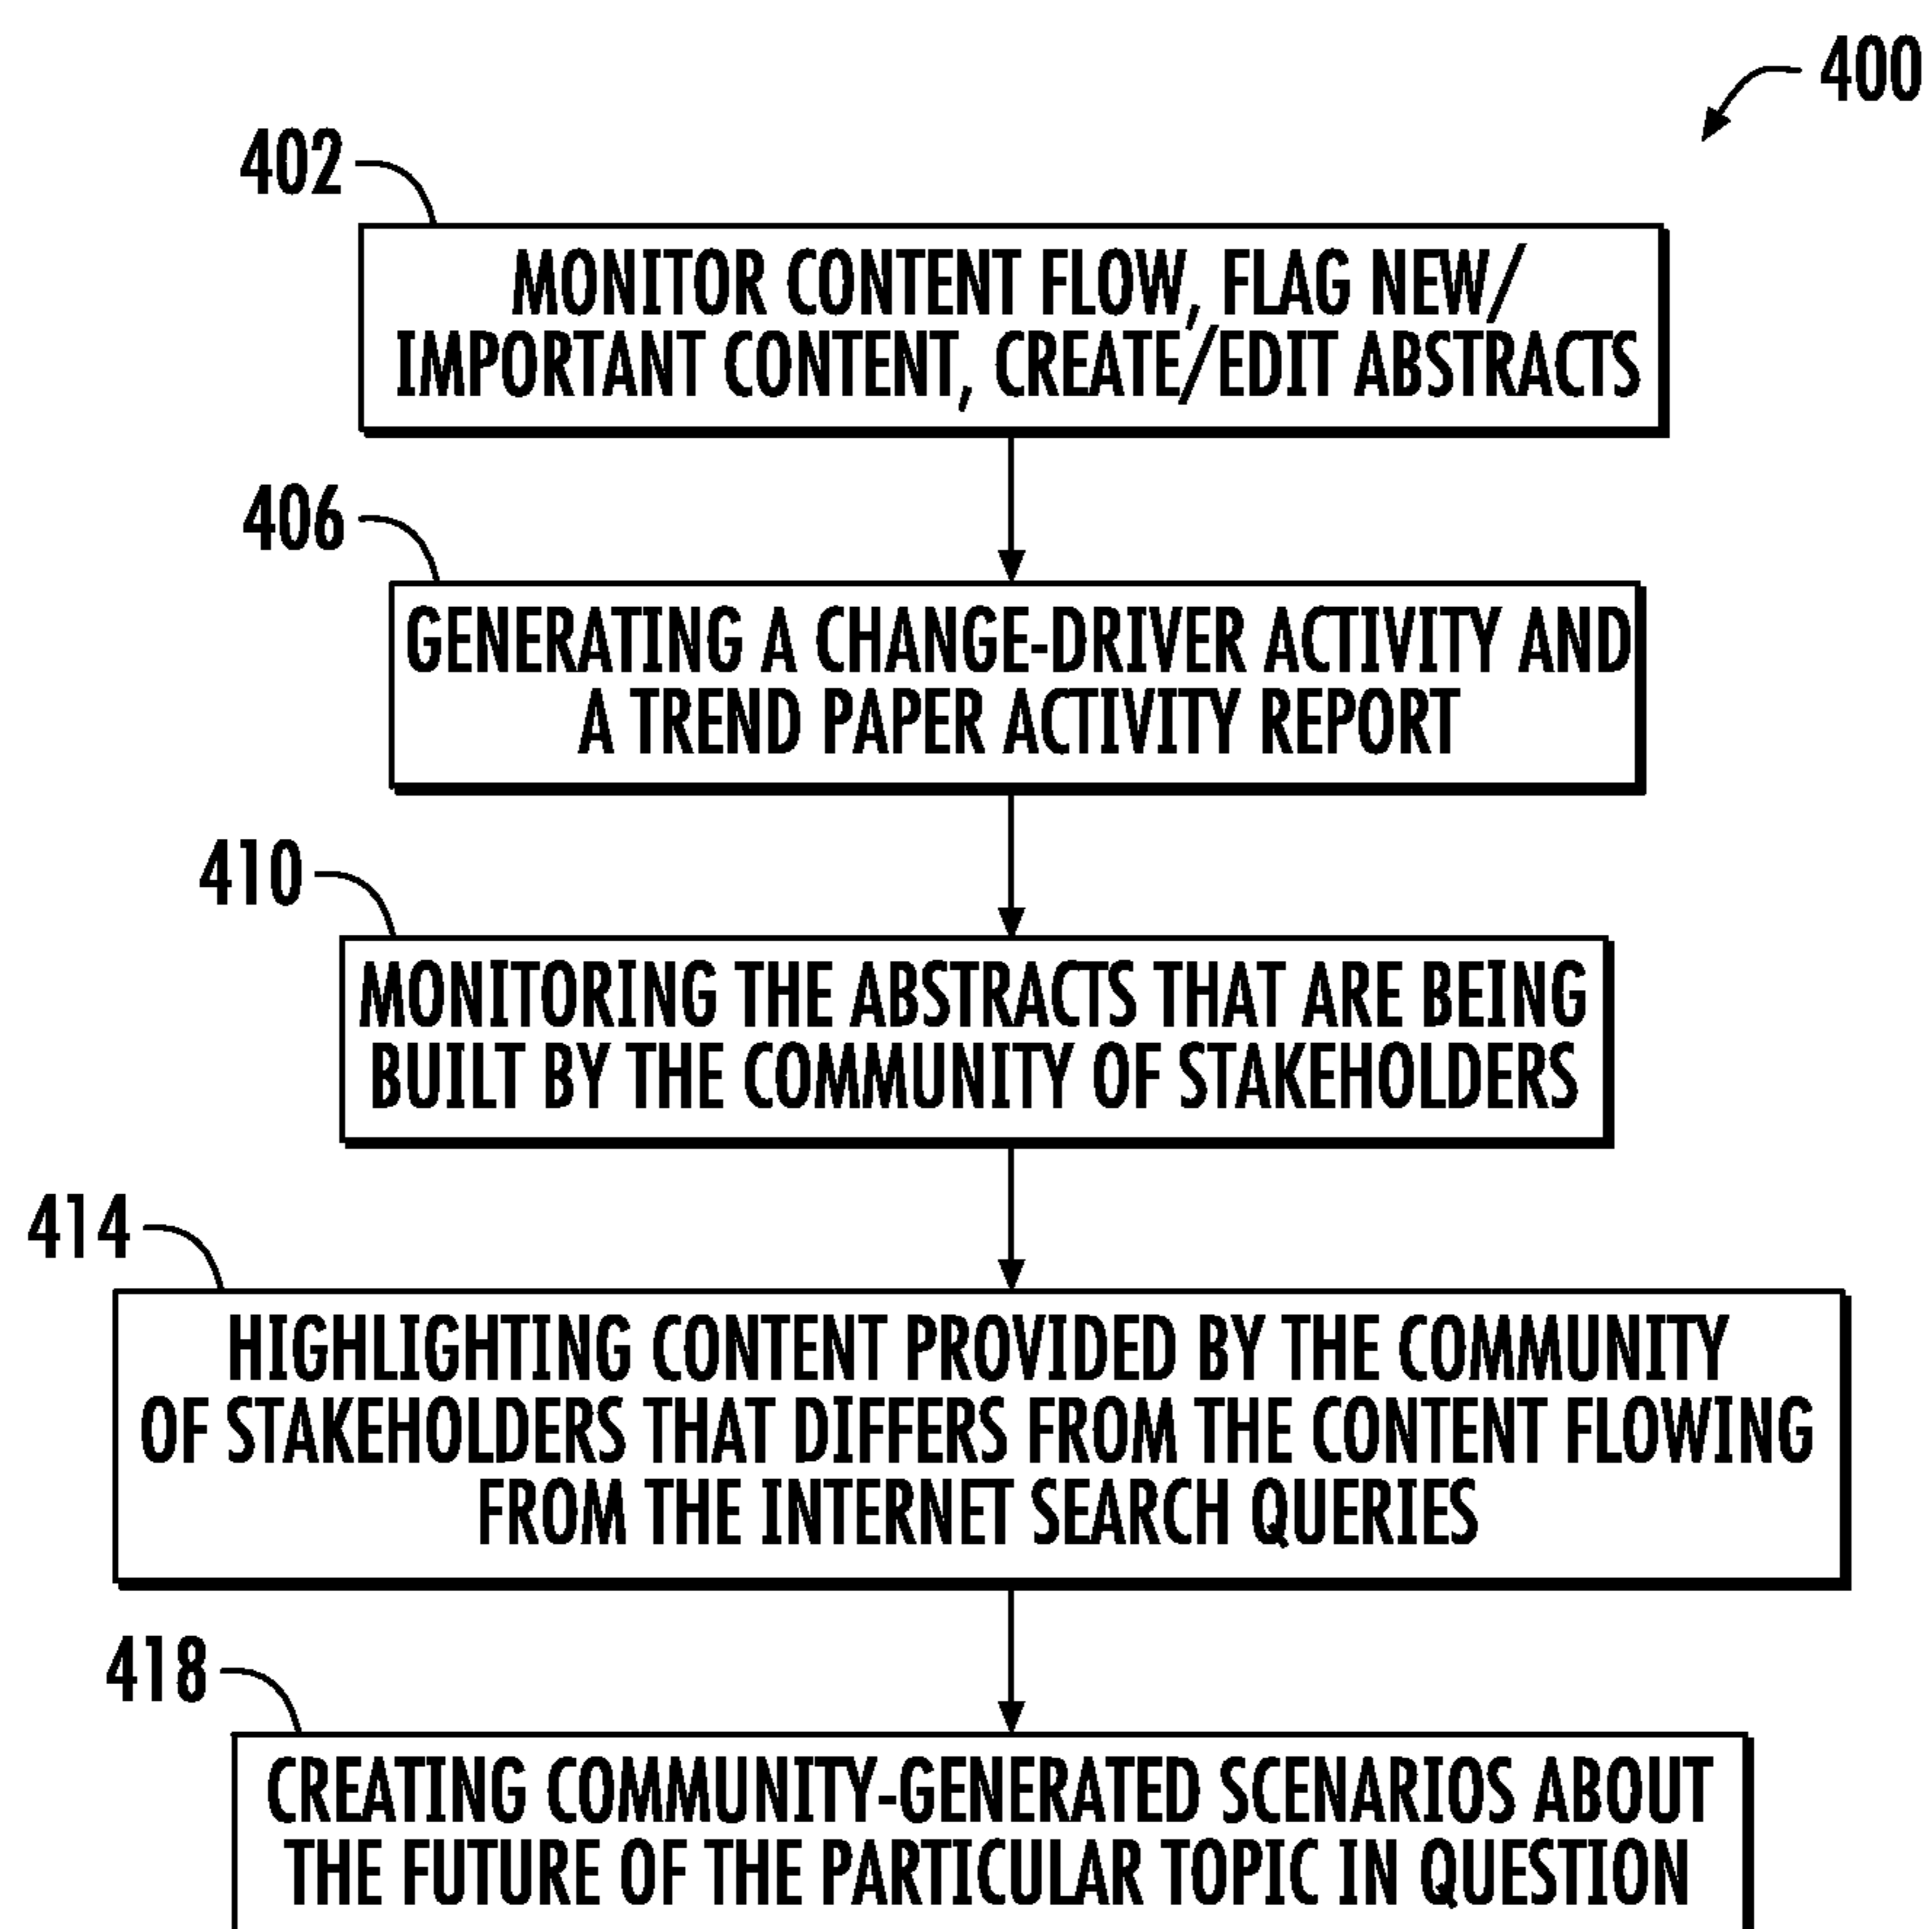 400
402
MONITOR CONTENT FLOW, FLAG NEW/
IMPORTANT CONTENT, CREATE/EDIT ABSTRACTS
406
GENERATING A CHANGE-DRIVER ACTIVITY AND
A TREND PAPER ACTIVITY REPORT
410
MONITORING THE ABSTRACTS THAT ARE BEING
BUILT BY THE COMMUNITY OF STAKEHOLDERS
414
HIGHLIGHTING CONTENT PROVIDED BY THE COMMUNITY
OF STAKEHOLDERS THAT DIFFERS FROM THE CONTENT FLOWING
FROM THE INTERNET SEARCH QUERIES
418
CREATING COMMUNITY-GENERATED SCENARIOS ABOUT
THE FUTURE OF THE PARTICULAR TOPIC IN QUESTION